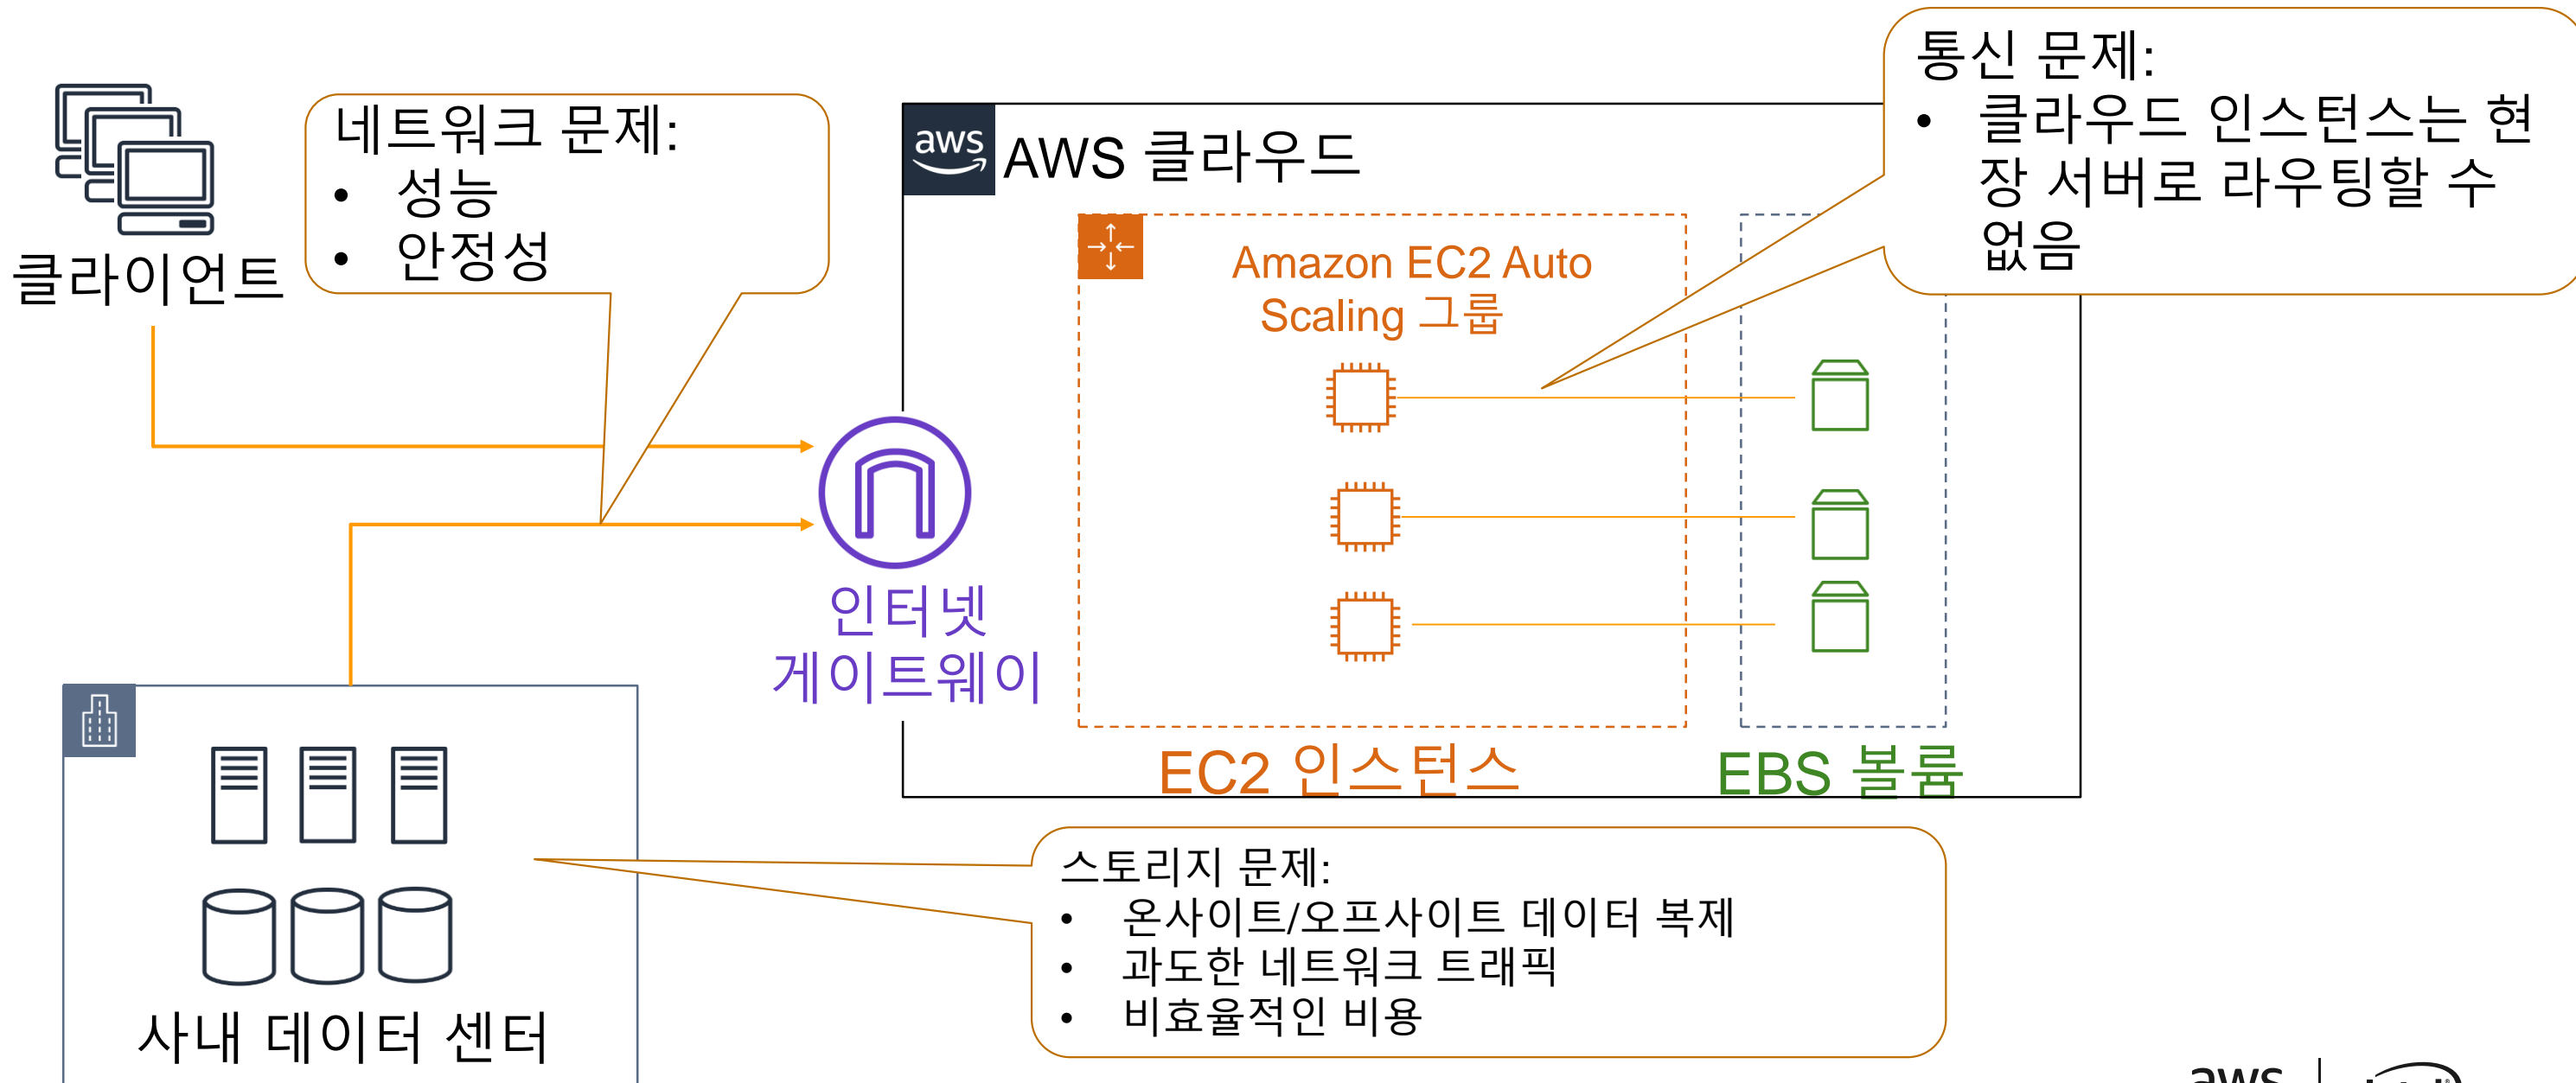 클라이언트
네트워크 문제:
• 성능
• 안정성
aws
AWS 클라우드
통신 문제:
• 클라우드 인스턴스는 현
장 서버로 라우팅할 수
없음
Amazon EC2 Auto
Scaling 그룹
인터넷
게이트웨이
EC2 인스턴스
EBS 볼륨
스토리지 문제:
• 온사이트/오프사이트 데이터 복제
• 과도한 네트워크 트래픽
• 비효율적인 비용
사내 데이터 센터
aws